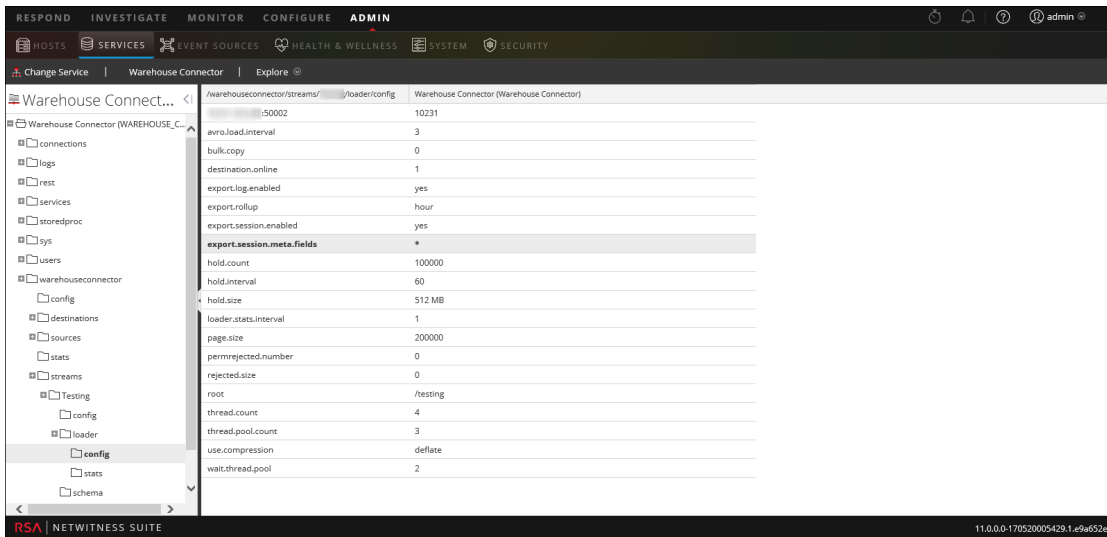 RESPOND INVESTIGATE MONITOR CONFIGURE ADMIN
admin
HOSTS SERVICES EVENT SOURCES HEALTH & WELLNESS SYSTEM SECURITY
Change Service | Warehouse Connector | Explore
Warehouse Connect...
Warehouse Connector (WAREHOUSE_C...
connections
logs
rest
services
storedproc
sys
users
warehouseconnector
config
destinations
sources
stats
streams
Testing
config
loader
config
stats
schema
/warehouseconnector/streams/ /loader/config Warehouse Connector (Warehouse Connector)
:50002 10231
avro.load.interval 3
bulk.copy 0
destination.online 1
export.log.enabled yes
export.rollup hour
export.session.enabled yes
export.session.meta.fields *
hold.count 100000
hold.interval 60
hold.size 512 MB
loader.stats.interval 1
page.size 200000
permrejected.number 0
rejected.size 0
root /testing
thread.count 4
thread.pool.count 3
use.compression deflate
wait.thread.pool 2
RSA | NETWITNESS SUITE
11.0.0.0-170520005429.1.e9a652e